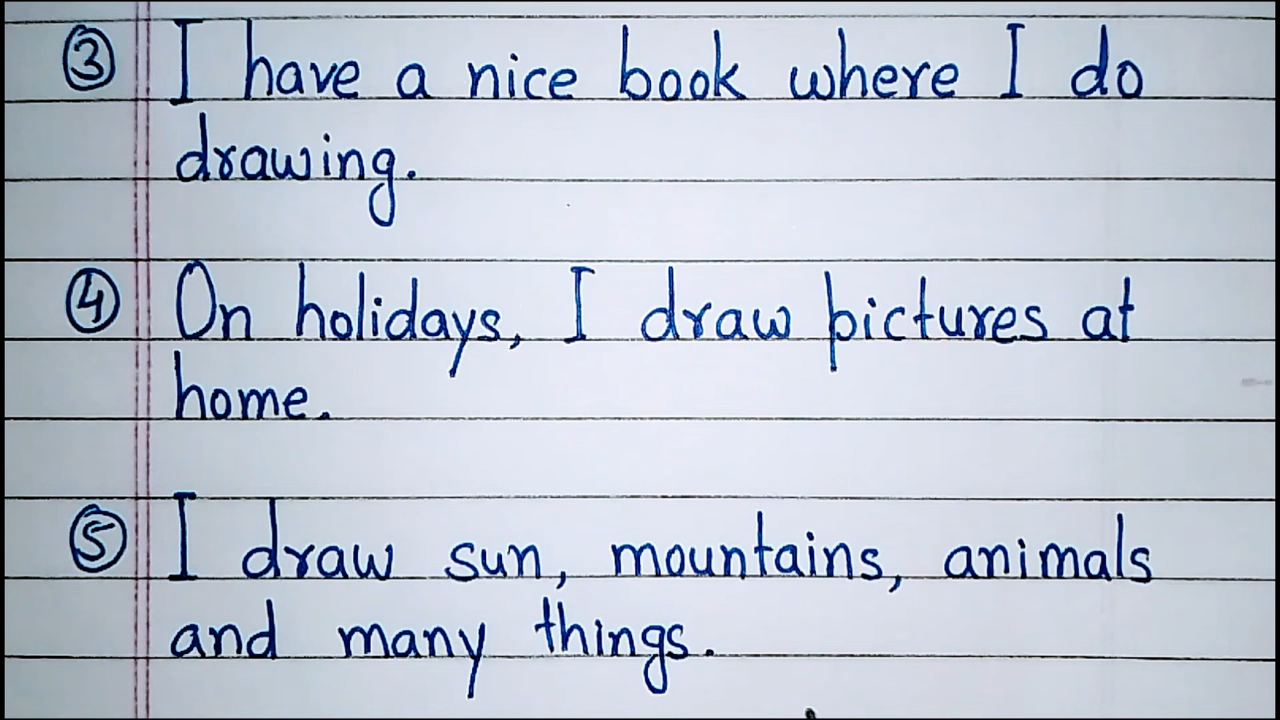 ③ I have a nice book where I do
drawing.
④ On holidays, I draw pictures at
home.
⑤ I draw sun, mountains, animals
and many things.